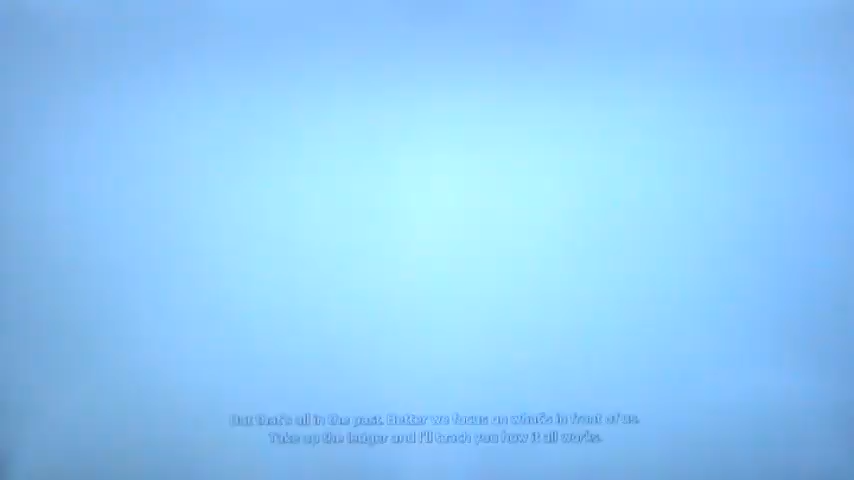 But that's all in the past. Better we focus on what's in front of us.
Take up the ledger and I'll teach you how it all works.